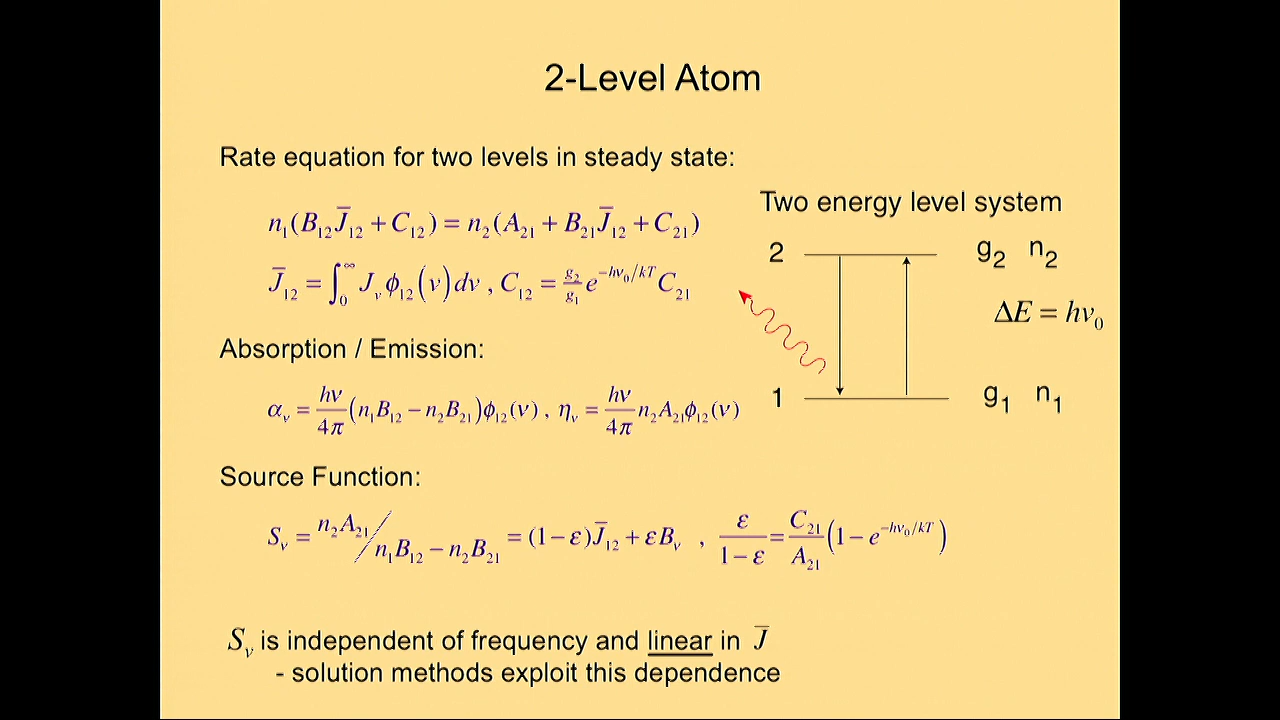 2-Level Atom
Rate equation for two levels in steady state:
n₁(B₁₂J̅₁₂ + C₁₂) = n₂(A₂₁ + B₂₁J̅₁₂ + C₂₁)
J̅₁₂ = ∫₀^∞ J_ν ϕ₁₂(ν)dν , C₁₂ = g₂/g₁ e^(−hν₀/kT) C₂₁
Two energy level system
2 g₂ n₂
ΔE = hν₀
1 g₁ n₁
Absorption / Emission:
α_ν = hν/4π (n₁B₁₂ − n₂B₂₁)ϕ₁₂(ν) , η_ν = hν/4π n₂A₂₁ϕ₁₂(ν)
Source Function:
S_ν = n₂A₂₁/n₁B₁₂ − n₂B₂₁ = (1 − ε)J̅₁₂ + εB_ν , ε/1 − ε = C₂₁/A₂₁ (1 − e^(−hν₀/kT))
S_ν is independent of frequency and linear in J̅
- solution methods exploit this dependence